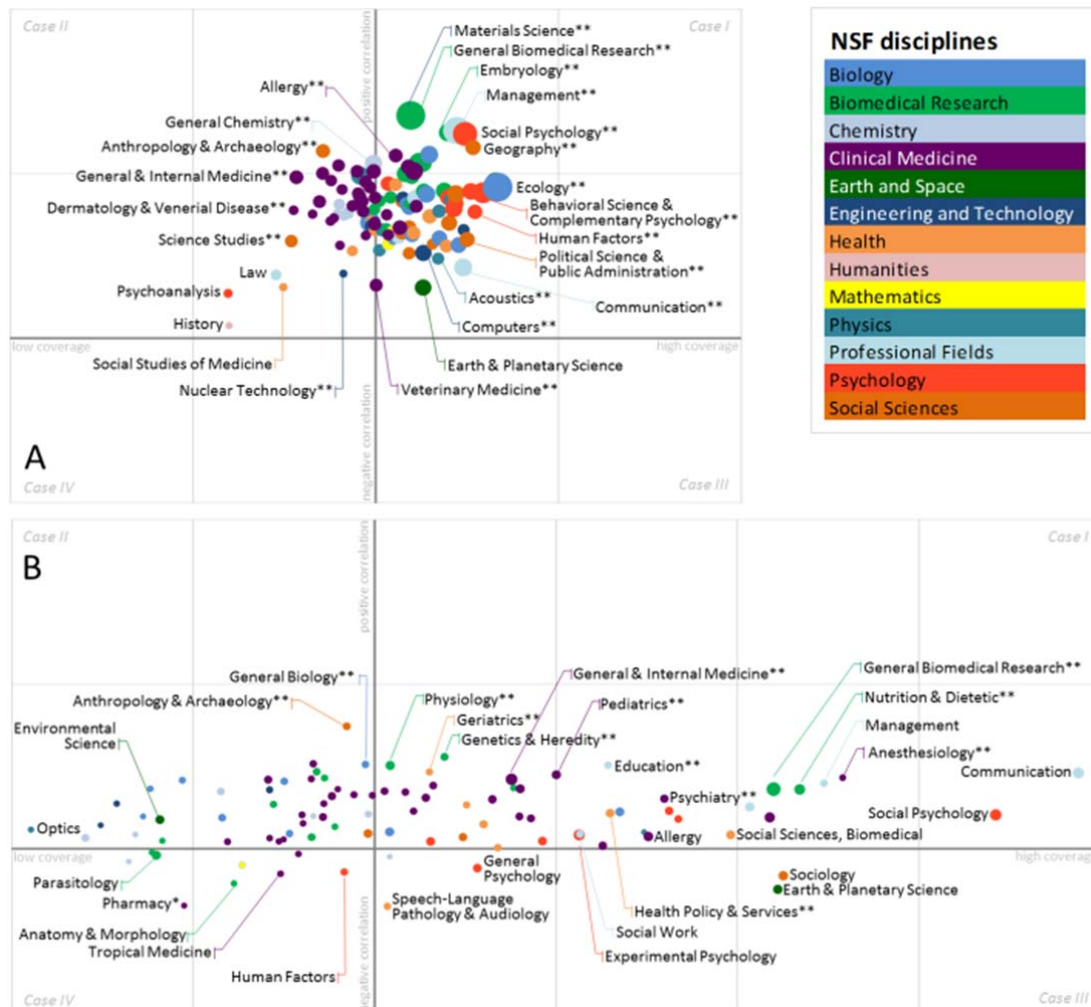 Case II
Case I
positive correlation
Materials Science**
General Biomedical Research**
Embryology**
Management**
Allergy**
General Chemistry**
Social Psychology**
Anthropology & Archaeology**
Geography**
General & Internal Medicine**
Ecology**
Dermatology & Venerial Disease**
Behavioral Science &
Complementary Psychology**
Human Factors**
Science Studies**
Political Science &
Public Administration**
Law
Psychoanalysis
Acoustics**
Communication**
History
Computers**
low coverage
high coverage
Social Studies of Medicine
Earth & Planetary Science
Nuclear Technology**
Veterinary Medicine**
negative correlation
A
Case IV
Case III
NSF disciplines
Biology
Biomedical Research
Chemistry
Clinical Medicine
Earth and Space
Engineering and Technology
Health
Humanities
Mathematics
Physics
Professional Fields
Psychology
Social Sciences
Case II
Case I
B
positive correlation
General Biology**
General & Internal Medicine**
General Biomedical Research**
Anthropology & Archaeology**
Physiology**
Pediatrics**
Nutrition & Dietetic**
Geriatrics**
Management
Environmental
Science
Genetics & Heredity**
Anesthesiology**
Education**
Communication
Psychiatry**
Social Psychology
Optics
Allergy
Social Sciences, Biomedical
low coverage
high coverage
General
Psychology
Sociology
Parasitology
Earth & Planetary Science
Pharmacy*
Speech-Language
Pathology & Audiology
Health Policy & Services**
Anatomy & Morphology
Social Work
Tropical Medicine
Experimental Psychology
Human Factors
negative correlation
Case IV
Case III